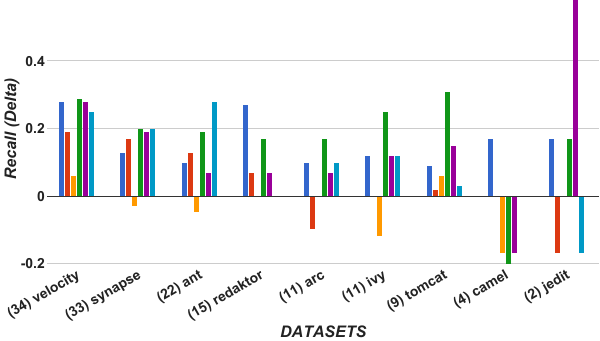 0.4
0.2
0
-0.2
Recall (Delta)
(34) velocity
(33) synapse
(22) ant
(15) redaktor
(11) arc
(11) ivy
(9) tomcat
(4) camel
(2) jedit
DATASETS